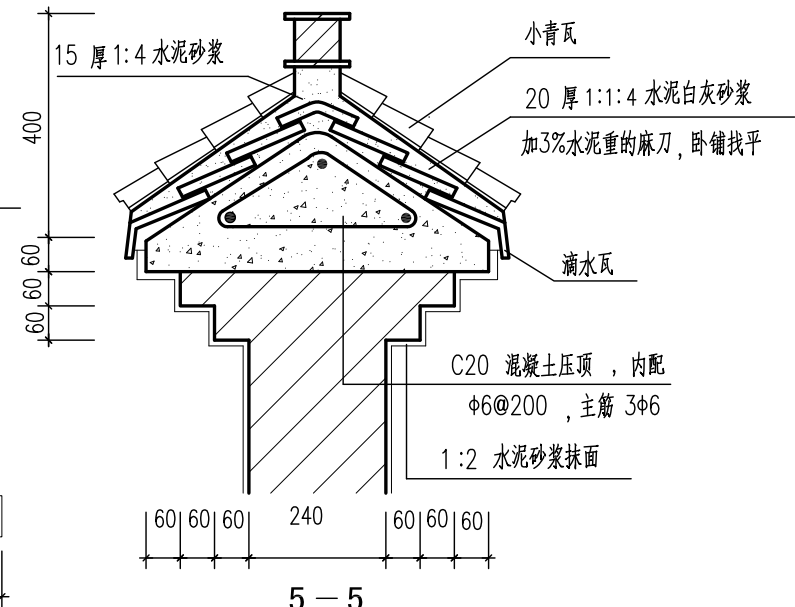 小青瓦
15 厚1:4 水泥砂浆
20 厚1:1:4 水泥白灰砂浆
加3%水泥重的麻刀，卧铺找平
400
60
60
60
滴水瓦
C20 混凝土压顶 ，内配
Φ6@200 ，主筋 3Φ6
1:2 水泥砂浆抹面
60 60 60 240 60 60 60
5-5